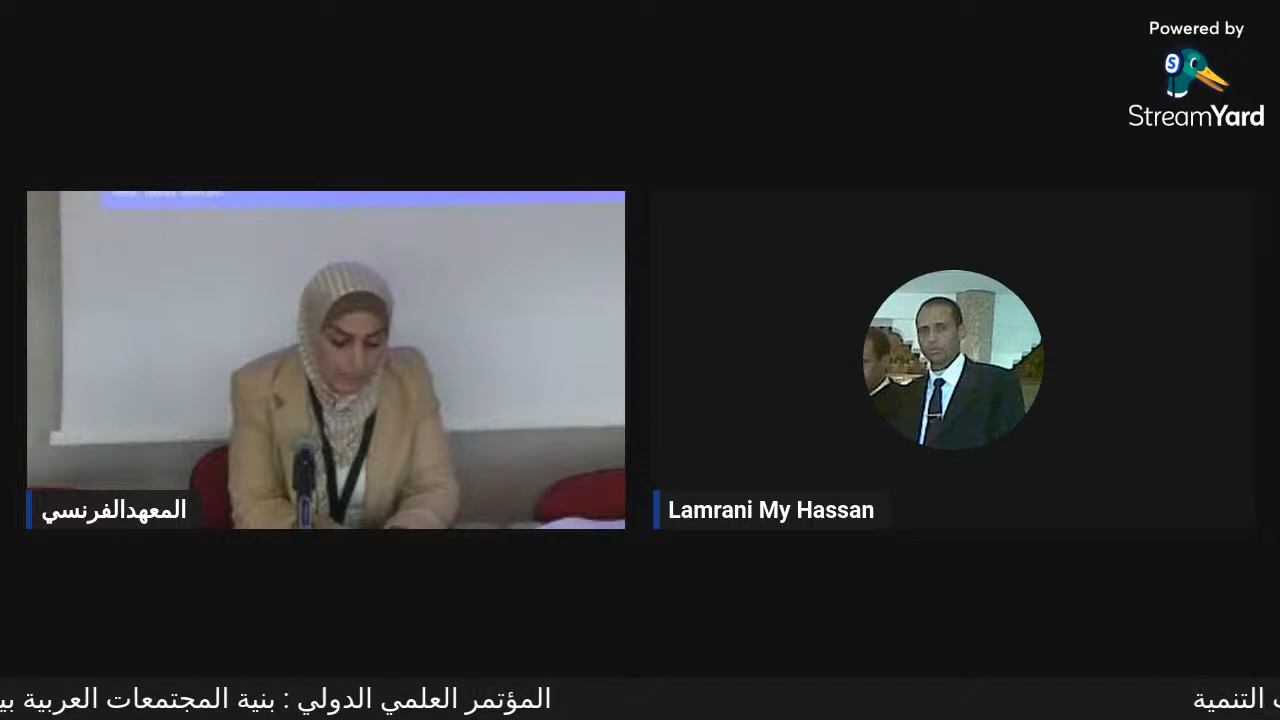 Powered by
StreamYard
المعهدالفرنسي
Lamrani My Hassan
المؤتمر العلمي الدولي : بنية المجتمعات العربية
التنمية